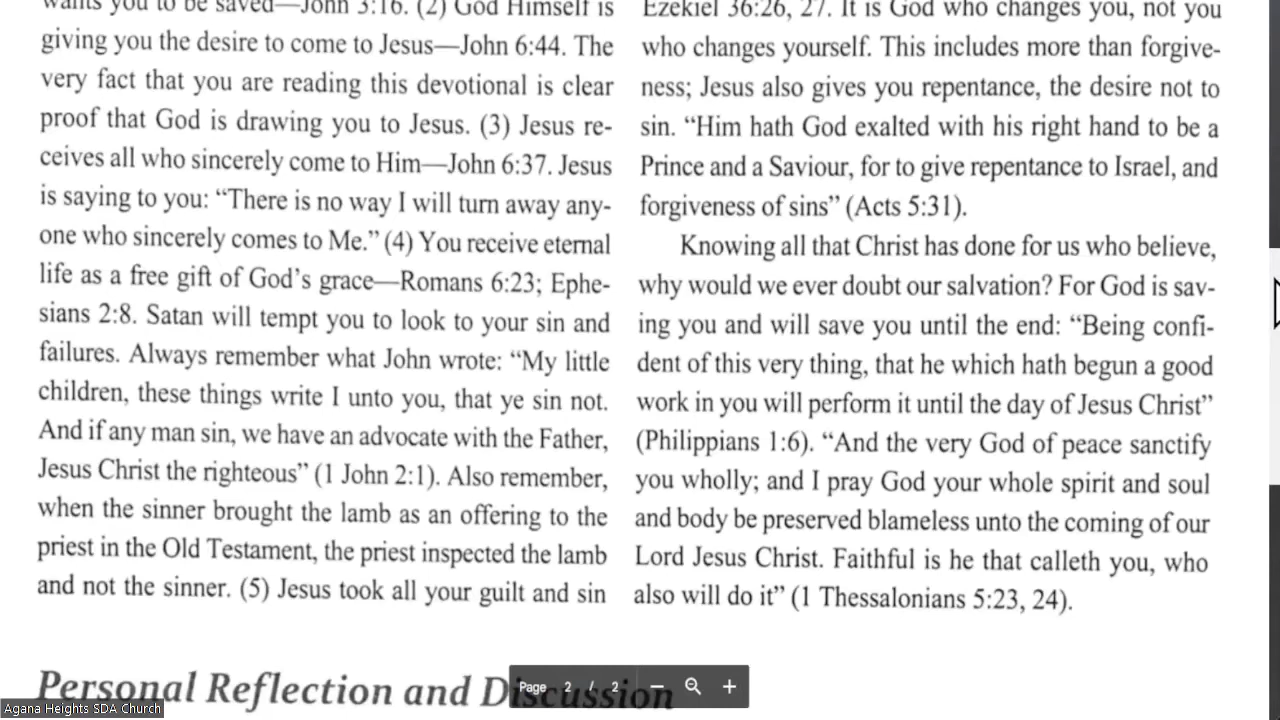 wants you to be saved—John 3:16. (2) God Himself is
giving you the desire to come to Jesus—John 6:44. The
very fact that you are reading this devotional is clear
proof that God is drawing you to Jesus. (3) Jesus re-
ceives all who sincerely come to Him—John 6:37. Jesus
is saying to you: “There is no way I will turn away any-
one who sincerely comes to Me.” (4) You receive eternal
life as a free gift of God’s grace—Romans 6:23; Ephe-
sians 2:8. Satan will tempt you to look to your sin and
failures. Always remember what John wrote: “My little
children, these things write I unto you, that ye sin not.
And if any man sin, we have an advocate with the Father,
Jesus Christ the righteous” (1 John 2:1). Also remember,
when the sinner brought the lamb as an offering to the
priest in the Old Testament, the priest inspected the lamb
and not the sinner. (5) Jesus took all your guilt and sin
Ezekiel 36:26, 27. It is God who changes you, not you
who changes yourself. This includes more than forgive-
ness; Jesus also gives you repentance, the desire not to
sin. “Him hath God exalted with his right hand to be a
Prince and a Saviour, for to give repentance to Israel, and
forgiveness of sins” (Acts 5:31).
Knowing all that Christ has done for us who believe,
why would we ever doubt our salvation? For God is sav-
ing you and will save you until the end: “Being confi-
dent of this very thing, that he which hath begun a good
work in you will perform it until the day of Jesus Christ”
(Philippians 1:6). “And the very God of peace sanctify
you wholly; and I pray God your whole spirit and soul
and body be preserved blameless unto the coming of our
Lord Jesus Christ. Faithful is he that calleth you, who
also will do it” (1 Thessalonians 5:23, 24).
Personal Reflection and Discussion
Page 2 / 2
Agana Heights SDA Church